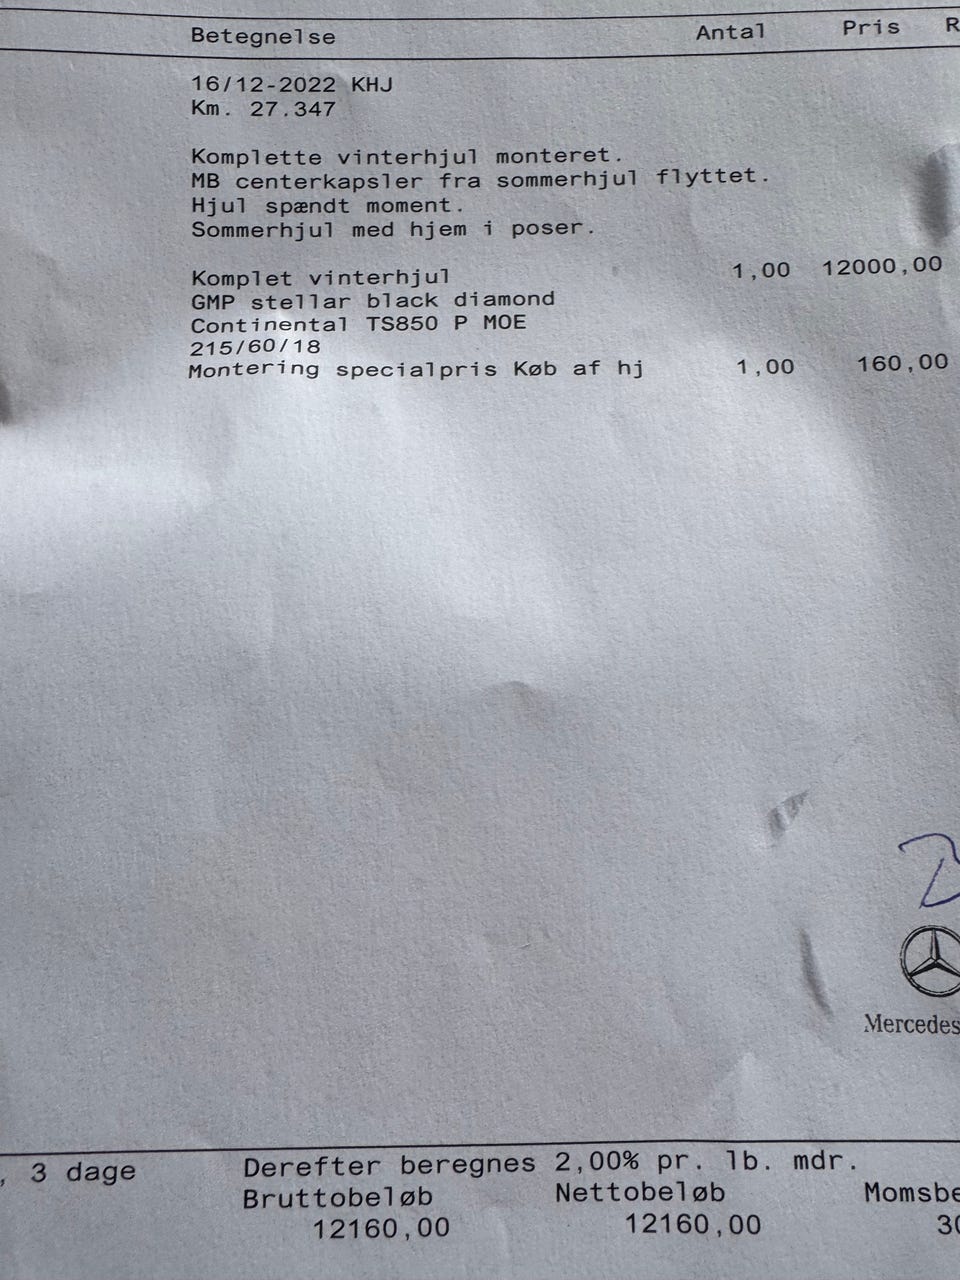 Betegnelse Antal Pris R
16/12-2022 KHJ
Km. 27.347
Komplette vinterhjul monteret.
MB centerkapsler fra sommerhjul flyttet.
Hjul spændt moment.
Sommerhjul med hjem i poser.
Komplet vinterhjul 1,00 12000,00
GMP stellar black diamond
Continental TS850 P MOE
215/60/18
Montering specialpris Køb af hj 1,00 160,00
Mercedes
, 3 dage Derefter beregnes 2,00% pr. lb. mdr.
Bruttobeløb Nettobeløb Momsbe
12160,00 12160,00 30